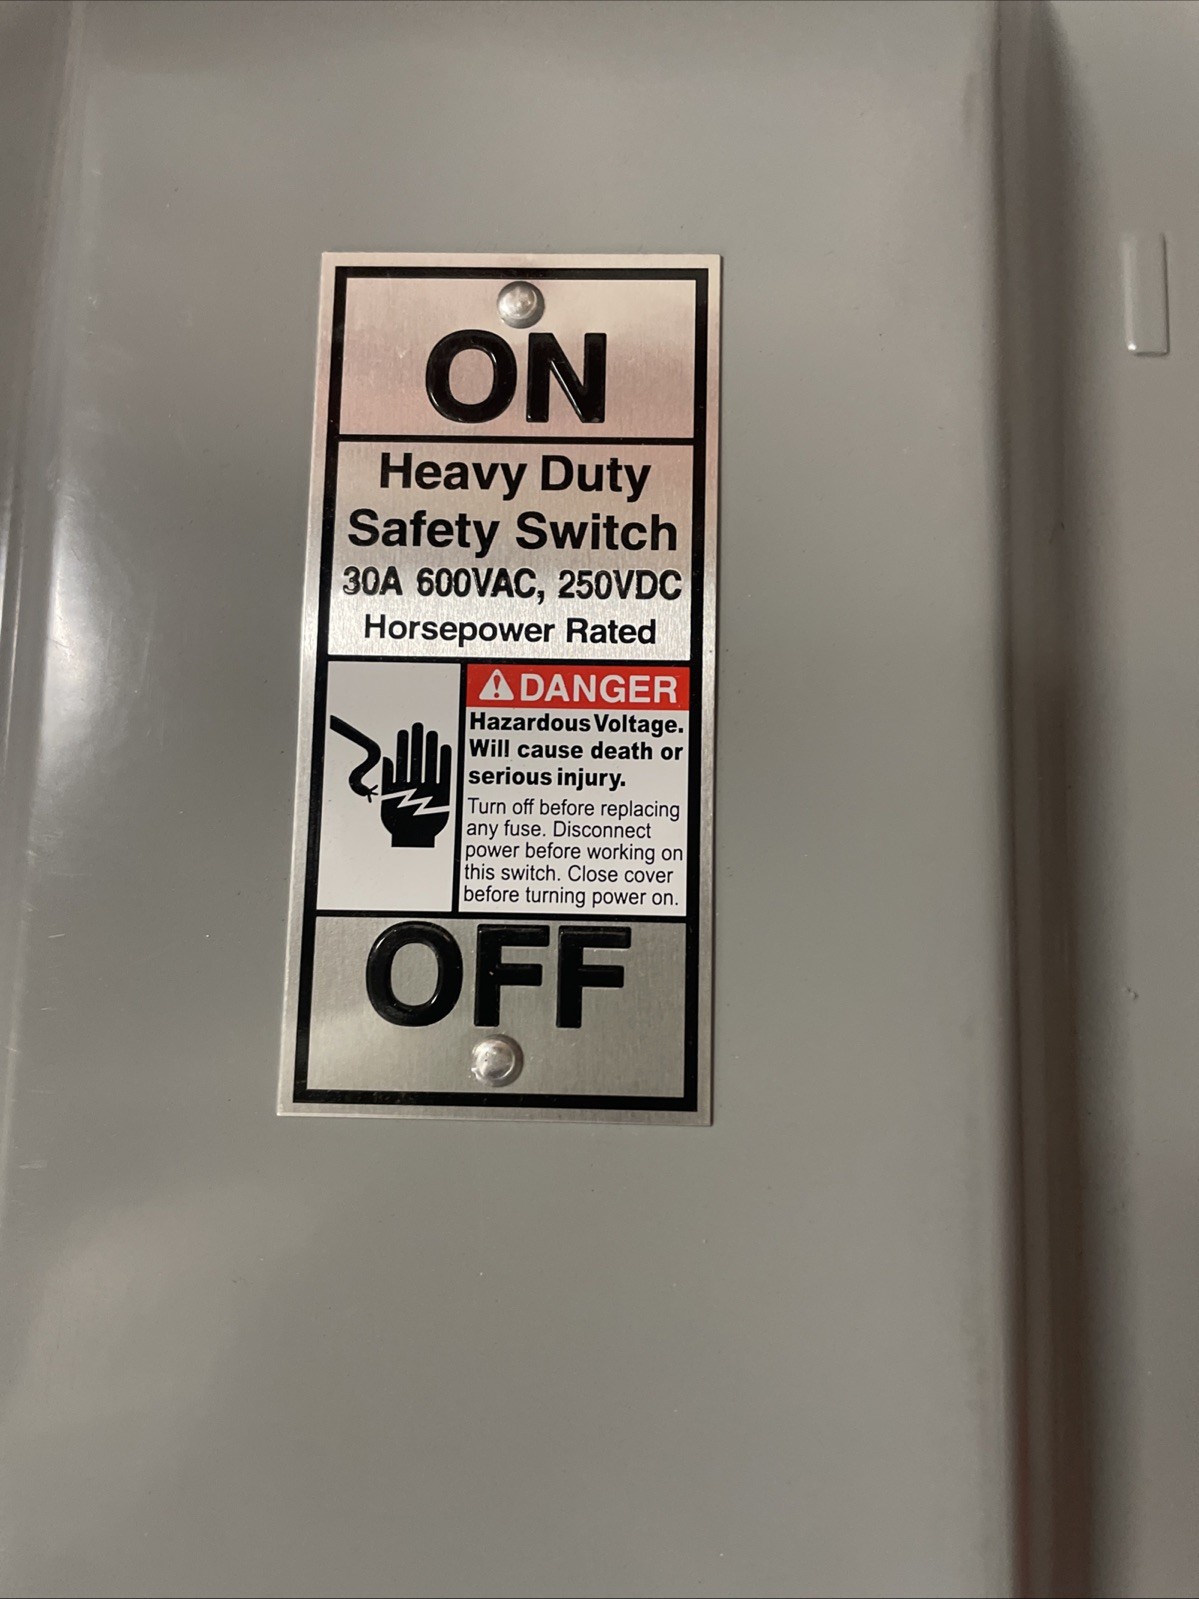 ON
Heavy Duty
Safety Switch
30A 600VAC, 250VDC
Horsepower Rated
DANGER
Hazardous Voltage.
Will cause death or
serious injury.
Turn off before replacing
any fuse. Disconnect
power before working on
this switch. Close cover
before turning power on.
OFF